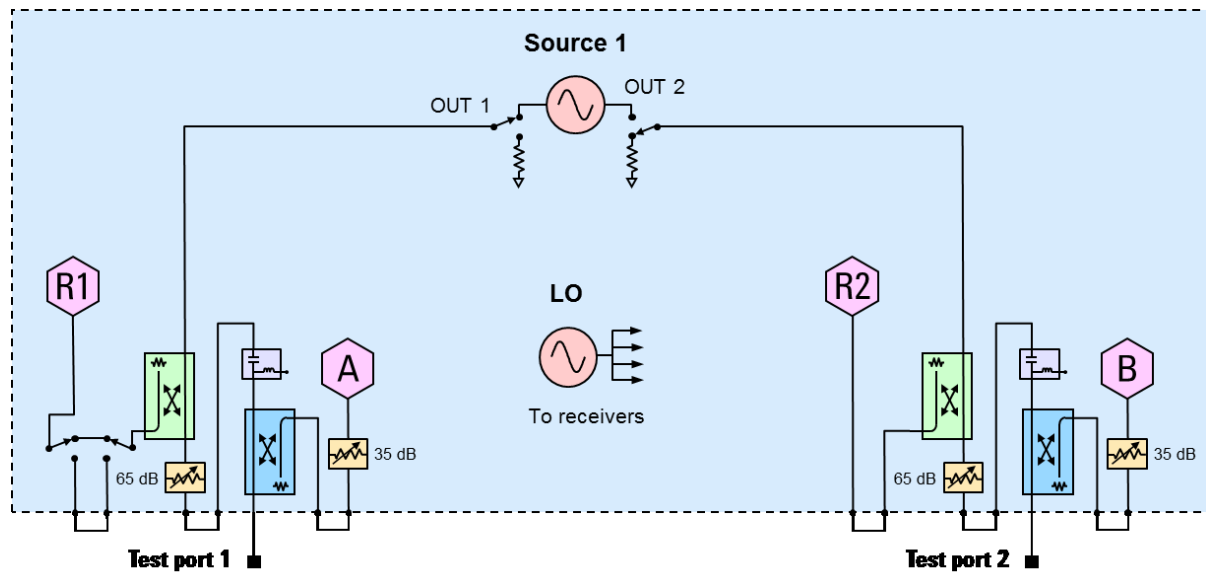 Source 1
OUT 1
OUT 2
R1
LO
R2
A
B
To receivers
35 dB
35 dB
65 dB
65 dB
Test port 1
Test port 2